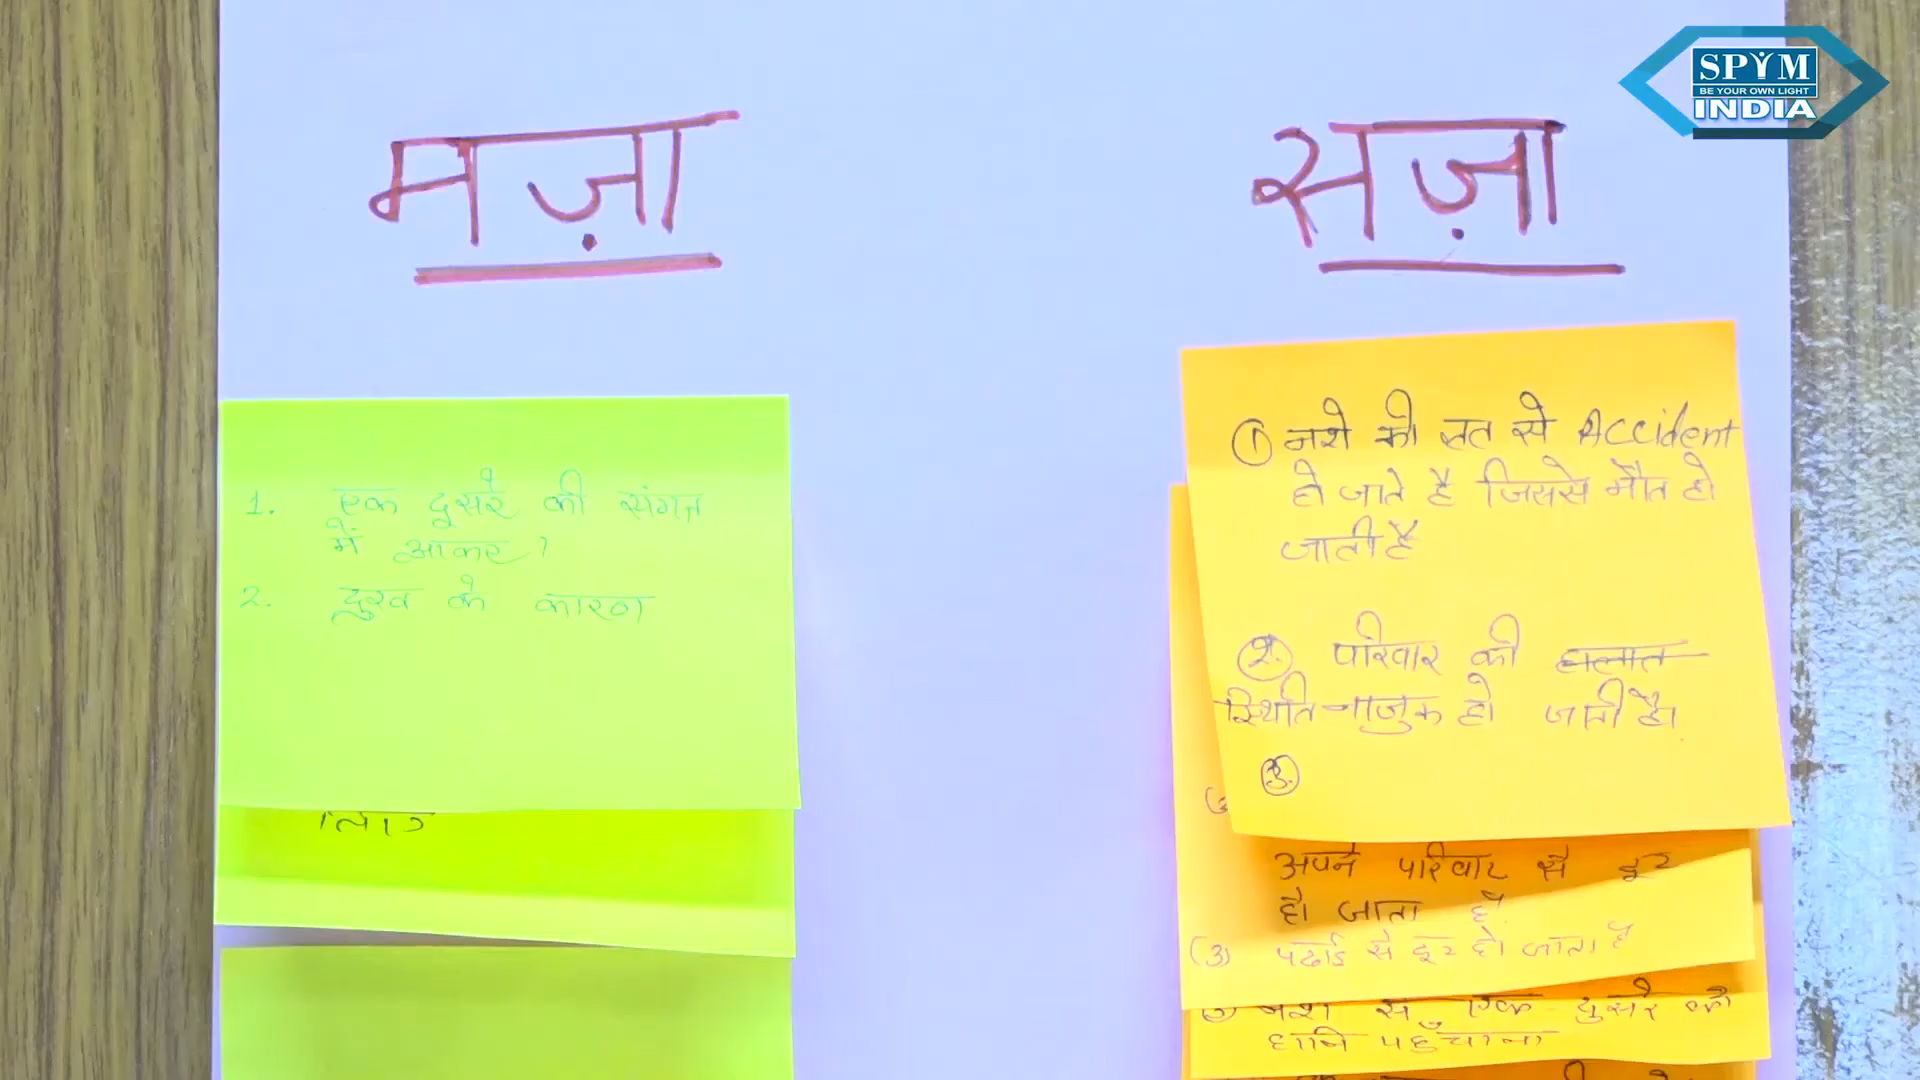 SPYM
BE YOUR OWN LIGHT
INDIA
मज़ा
सज़ा
1. एक दूसरे की संगत
में आकर,
2. दुख के कारण
① नशे की लत से Accident
हो जाते है जिससे मौत हो
जाती है
② परिवार की हालात
स्थिति नाजुक हो जाती है।
③
अपने परिवार से दूर
हो जाता है
(3) पढाई से दूर हो जाता है
नशा से एक दुसरे को
हानि पहुँचाना